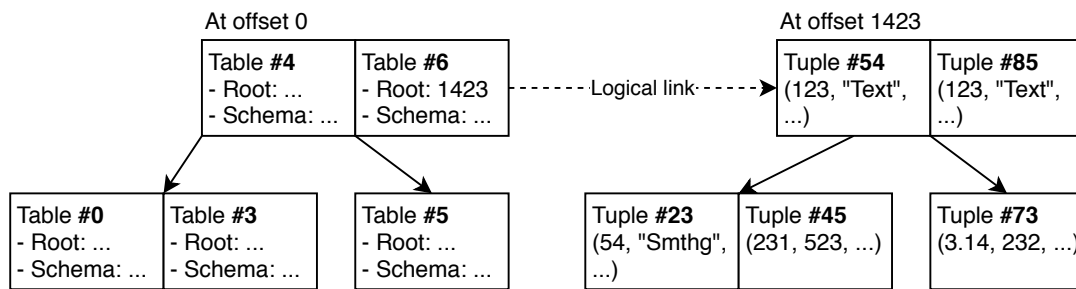 At offset 0
Table #4
- Root: ...
- Schema: ...
Table #6
- Root: 1423
- Schema: ...
Logical link
At offset 1423
Tuple #54
(123, "Text",
...)
Tuple #85
(123, "Text",
...)
Table #0
- Root: ...
- Schema: ...
Table #3
- Root: ...
- Schema: ...
Table #5
- Root: ...
- Schema: ...
Tuple #23
(54, "Smthg",
...)
Tuple #45
(231, 523, ...)
Tuple #73
(3.14, 232, ...)